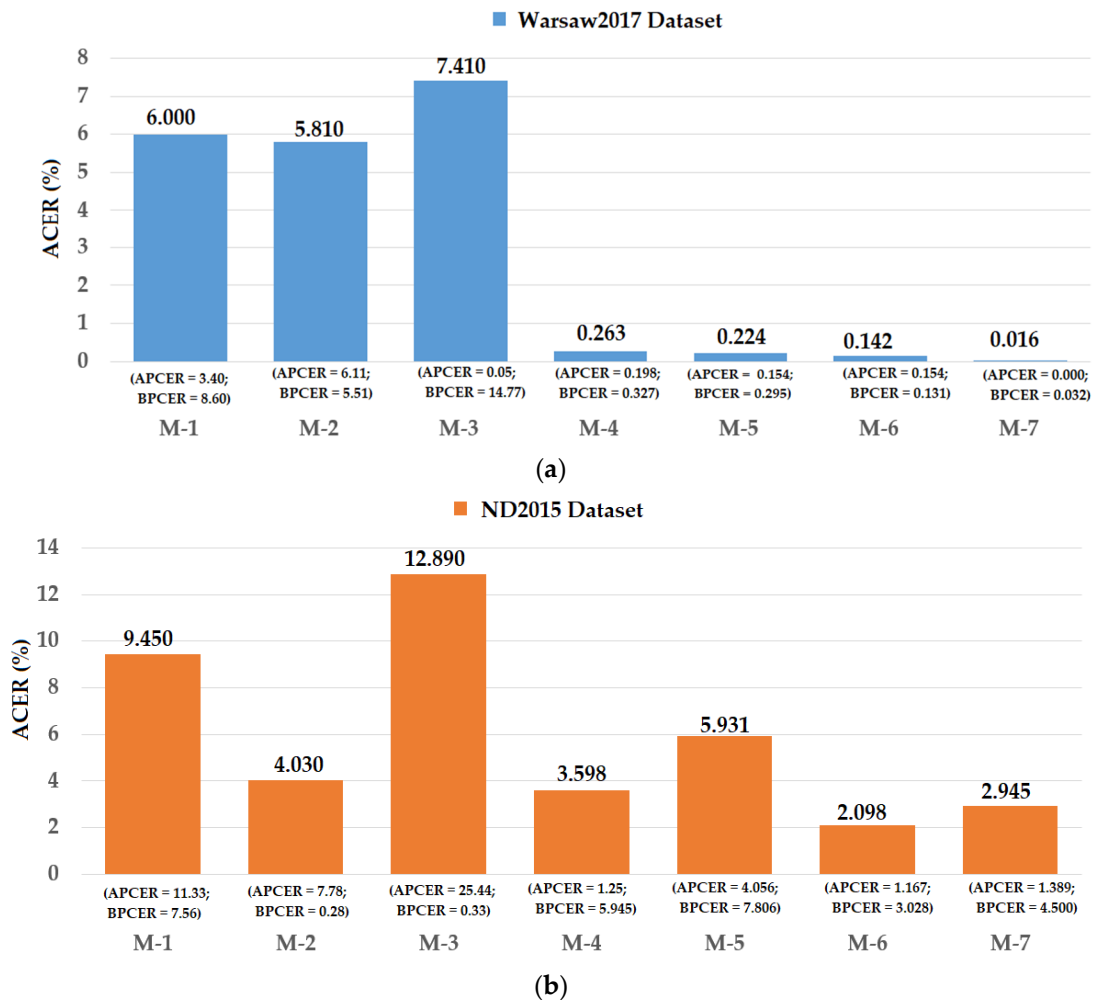 Warsaw2017 Dataset
8
7
6
5
4
3
2
1
0
ACER (%)
6.000
5.810
7.410
0.263
0.224
0.142
0.016
(APCER = 3.40; BPCER = 8.60)
(APCER = 6.11; BPCER = 5.51)
(APCER = 0.05; BPCER = 14.77)
(APCER = 0.198; BPCER = 0.327)
(APCER = 0.154; BPCER = 0.295)
(APCER = 0.154; BPCER = 0.131)
(APCER = 0.000; BPCER = 0.032)
M-1 M-2 M-3 M-4 M-5 M-6 M-7
(a)
ND2015 Dataset
14
12
10
8
6
4
2
0
ACER (%)
9.450
4.030
12.890
3.598
5.931
2.098
2.945
(APCER = 11.33; BPCER = 7.56)
(APCER = 7.78; BPCER = 0.28)
(APCER = 25.44; BPCER = 0.33)
(APCER = 1.25; BPCER = 5.945)
(APCER = 4.056; BPCER = 7.806)
(APCER = 1.167; BPCER = 3.028)
(APCER = 1.389; BPCER = 4.500)
M-1 M-2 M-3 M-4 M-5 M-6 M-7
(b)